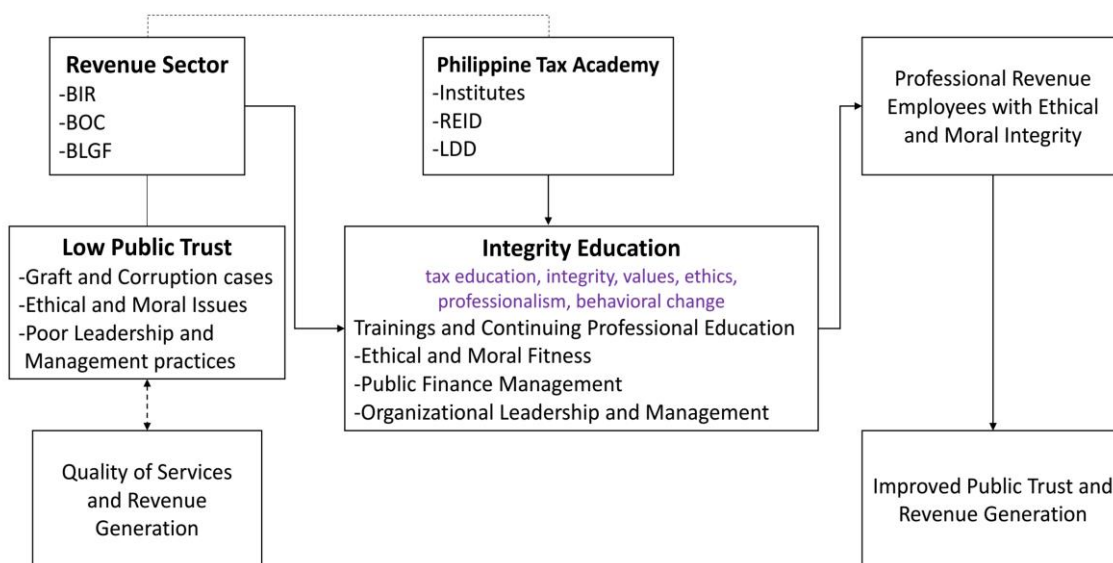 Revenue Sector
-BIR
-BOC
-BLGF
Philippine Tax Academy
-Institutes
-REID
-LDD
Professional Revenue
Employees with Ethical
and Moral Integrity
Low Public Trust
-Graft and Corruption cases
-Ethical and Moral Issues
-Poor Leadership and
Management practices
Integrity Education
tax education, integrity, values, ethics,
professionalism, behavioral change
Trainings and Continuing Professional Education
-Ethical and Moral Fitness
-Public Finance Management
-Organizational Leadership and Management
Quality of Services
and Revenue
Generation
Improved Public Trust and
Revenue Generation